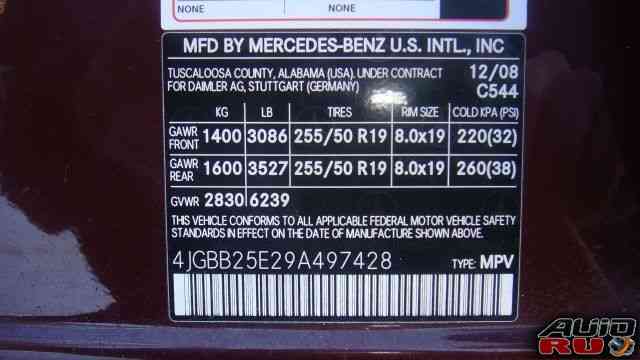 NONE NONE
MFD BY MERCEDES-BENZ U.S. INTL., INC
TUSCALOOSA COUNTY, ALABAMA (USA), UNDER CONTRACT 12/08
FOR DAIMLER AG, STUTTGART (GERMANY) C544
KG LB TIRES RIM SIZE COLD KPA (PSI)
GAWR FRONT 1400 3086 255/50 R19 8.0x19 220(32)
GAWR REAR 1600 3527 255/50 R19 8.0x19 260(38)
GVWR 2830 6239
THIS VEHICLE CONFORMS TO ALL APPLICABLE FEDERAL MOTOR VEHICLE SAFETY
STANDARDS IN EFFECT ON THE DATE OF MANUFACTURE SHOWN ABOVE.
4JGBB25E29A497428 TYPE: MPV
AUIO
RU